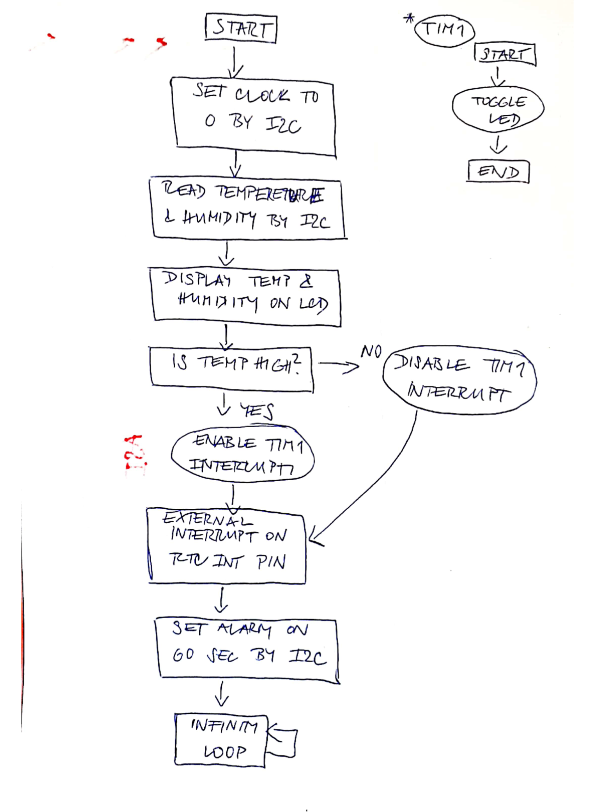 START
SET CLOCK TO
0 BY I2C
READ TEMPERETURE
& HUMIDITY BY I2C
DISPLAY TEMP &
HUMIDITY ON LCD
IS TEMP HIGH?
NO
DISABLE TIM1
INTERRUPT
YES
ENABLE TIM1
INTERRUPT
EXTERNAL
INTERRUPT ON
RTC INT PIN
SET ALARM ON
60 SEC BY I2C
INFINITY
LOOP
* TIM1
START
TOGGLE
LED
END